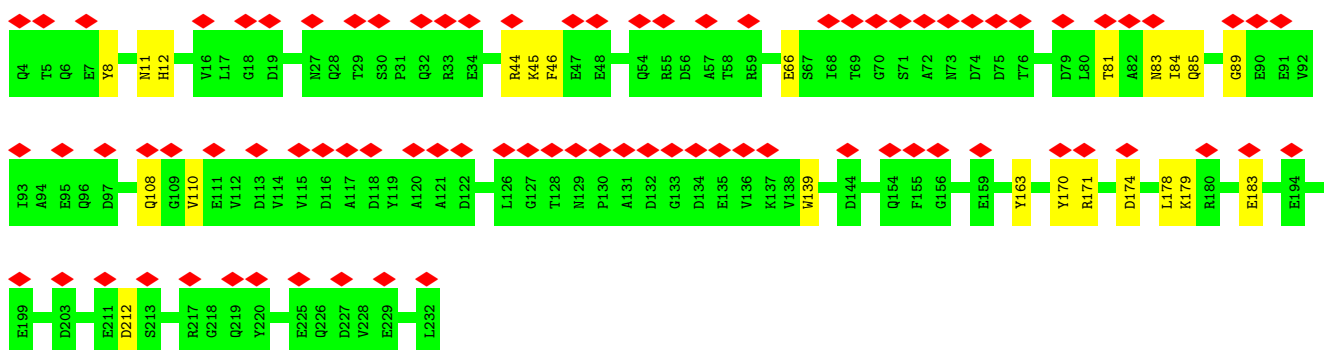 Q4 T5 Q6 E7 Y8 N11 H12 V16 L17 G18 D19 N27 Q28 T29 S30 P31 Q32 R33 E34 R44 K45 F46 E47 E48 Q54 R55 D56 A57 T58 R59 E66 S67 I68 T69 G70 S71 A72 N73 D74 D75 T76 D79 L80 T81 A82 N83 I84 Q85 G89 E90 E91 V92
I93 A94 E95 Q96 D97 Q108 G109 V110 E111 V112 D113 V114 V115 D116 A117 D118 Y119 A120 A121 D122 L126 G127 T128 N129 P130 A131 D132 G133 D134 E135 V136 K137 V138 W139 D144 Q154 F155 G156 E159 Y163 Y170 R171 D174 L178 K179 R180 E183 E194
E199 D203 E211 D212 S213 R217 G218 Q219 Y220 E225 Q226 D227 V228 E229 L232